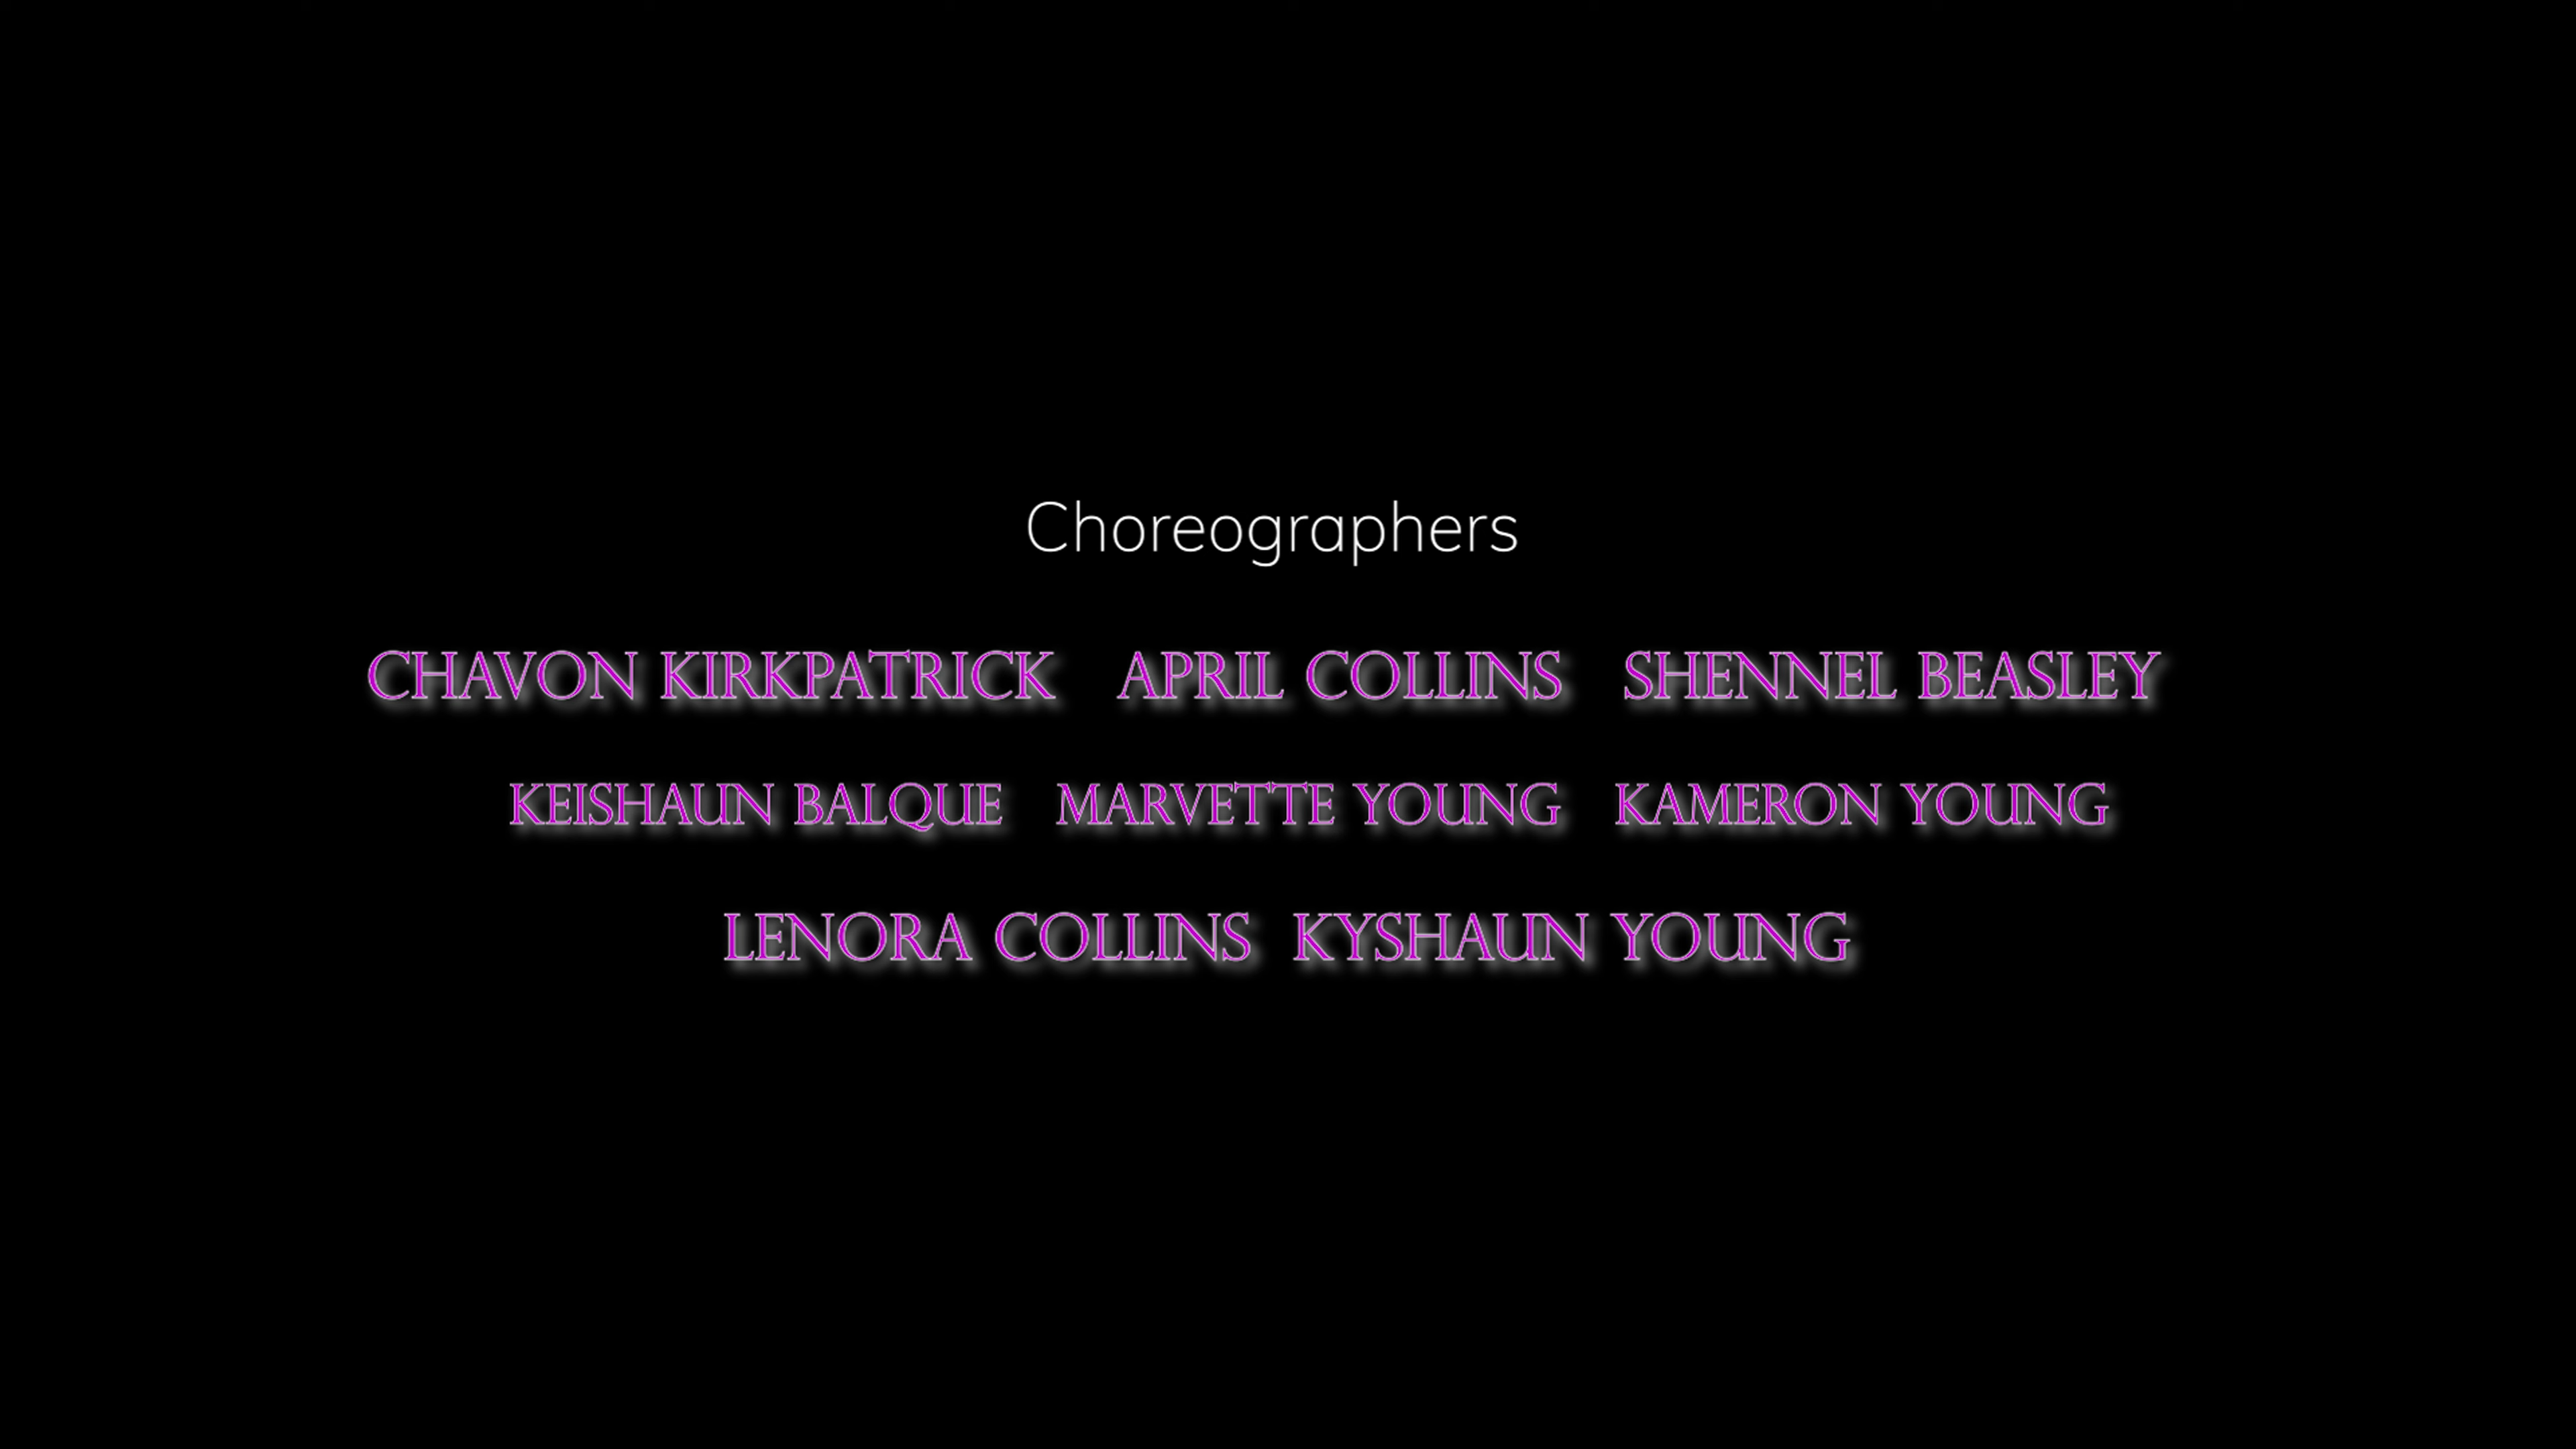 Choreographers
CHAVON KIRKPATRICK APRIL COLLINS SHENNEL BEASLEY
KEISHAUN BALQUE MARVETTE YOUNG KAMERON YOUNG
LENORA COLLINS KYSHAUN YOUNG